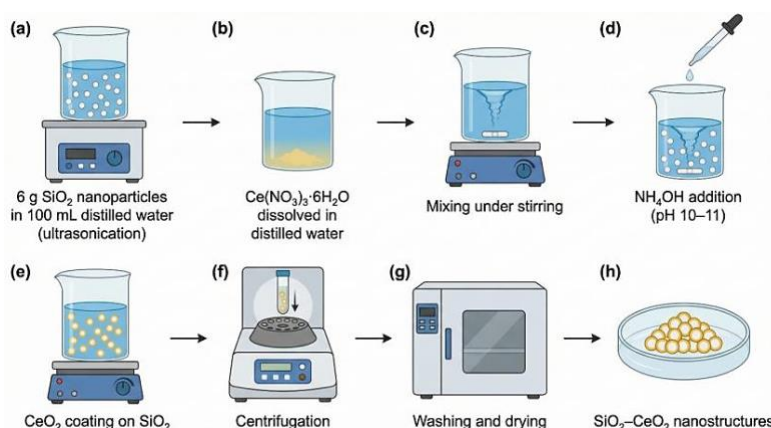 (a)
(b)
(c)
(d)
6 g SiO₂ nanoparticles
in 100 mL distilled water
(ultrasonication)
Ce(NO₃)₃·6H₂O
dissolved in
distilled water
Mixing under stirring
NH₄OH addition
(pH 10–11)
(e)
(f)
(g)
(h)
CeO₂ coating on SiO₂
Centrifugation
Washing and drying
SiO₂–CeO₂ nanostructures